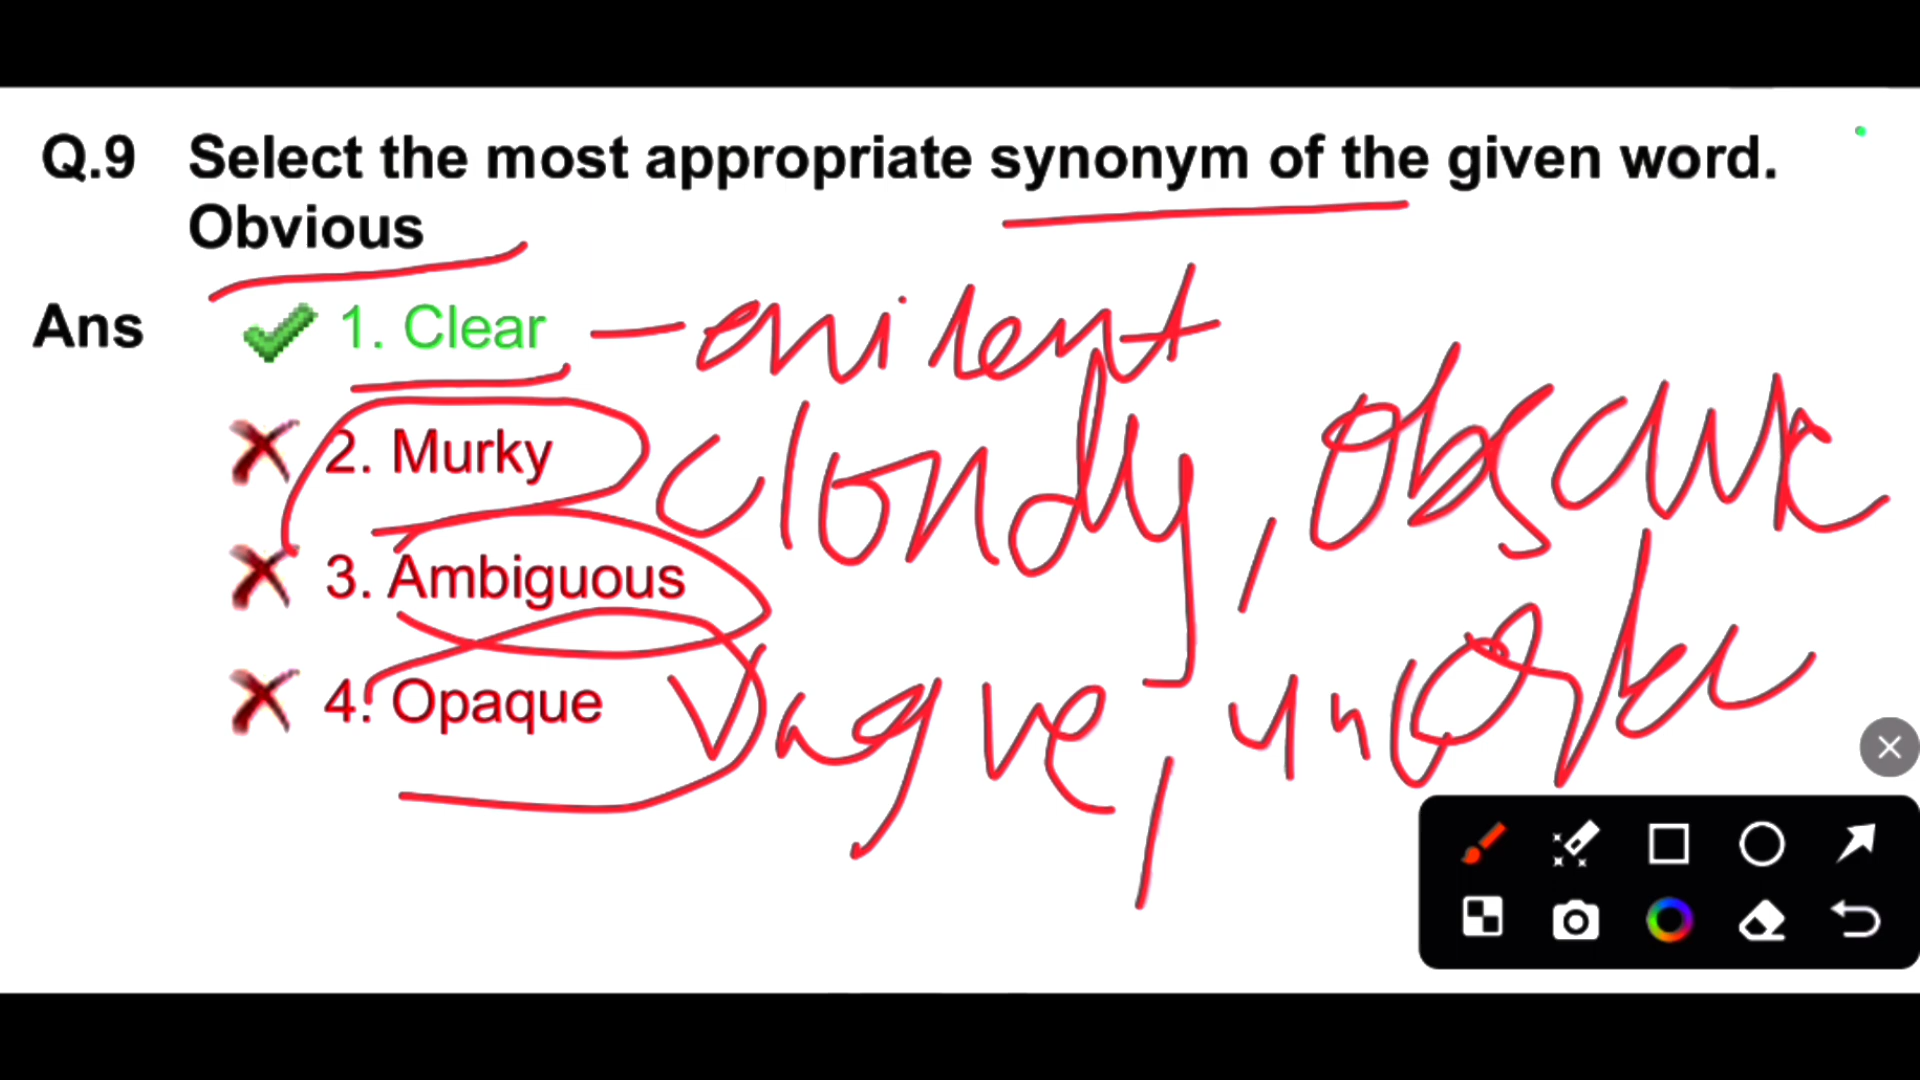 Q.9 Select the most appropriate synonym of the given word.
Obvious
Ans 1. Clear – evident
2. Murky cloudy, obscure
3. Ambiguous
4. Opaque vague,